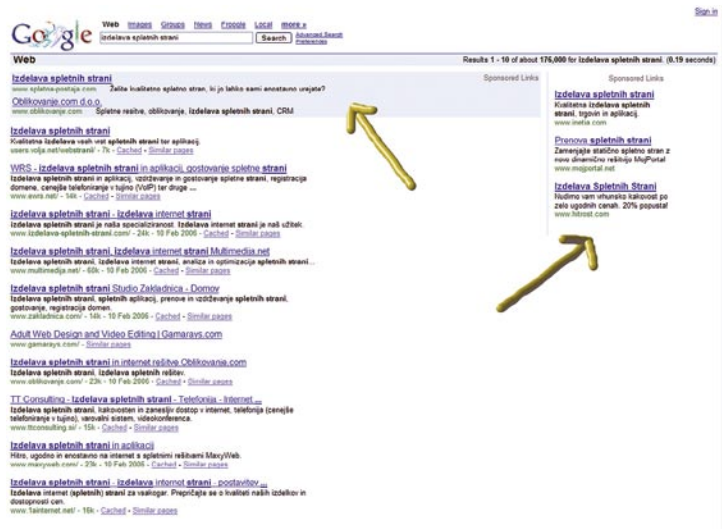 Sign in
Google
Web Images Groups News Froogle Local more »
izdelava spletnih strani Search Advanced Search
Preferences
Web Results 1 - 10 of about 176,000 for izdelava spletnih strani. (0.19 seconds)
Izdelava spletnih strani Sponsored Links
www.spletna-postaja.com Želite kvalitetno spletno stran, ki jo lahko sami enostavno urejate?
Oblikovanje.com d.o.o.
www.oblikovanje.com Spletne resitve, oblikovanje, Izdelava spletnih strani, CRM
Sponsored Links
Izdelava spletnih strani
Kvalitetna izdelava spletnih
strani, trgovin in aplikacij.
www.inetia.com
Prenova spletnih strani
Zamenjajte statično spletno stran z
novo dinamično rešitvijo MojPortal
www.mojportal.net
Izdelava Spletnih Strani
Nudimo vam vrhunsko kakovost po
zelo ugodnih cenah. 20% popusta!
www.hitrost.com
Izdelava spletnih strani
Kvalitetna izdelava vseh vrst spletnih strani ter aplikacij.
users.volja.net/webstrani/ - 7k - Cached - Similar pages
WRS - izdelava spletnih strani in aplikacij, gostovanje spletne strani
Izdelava spletnih strani in aplikacij, vzdrževanje in gostovanje spletne strani, registracija
domene, cenejše telefoniranje v tujino (VoIP) ter druge ...
www.ewrs.net/ - 14k - Cached - Similar pages
Izdelava spletnih strani - Izdelava internet strani
Izdelava spletnih strani je naša specializiranost. Izdelava internet strani je naš užitek.
www.izdelava-spletnih-strani.com/ - 24k - 10 Feb 2006 - Cached - Similar pages
Izdelava spletnih strani, Izdelava internet strani Multimedija.net
Izdelava spletnih strani, izdelava internet strani, analiza in optimizacija spletnih strani...
www.multimedija.net/ - 60k - 10 Feb 2006 - Cached - Similar pages
Izdelava spletnih strani Studio Zakladnica - Domov
Izdelava spletnih strani, spletnih aplikacij, prenove in vzdrževanje spletnih strani,
gostovanje, registracija domen.
www.zakladnica.com/ - 14k - 10 Feb 2006 - Cached - Similar pages
Adult Web Design and Video Editing | Gamarays.com
www.gamarays.com/ - Similar pages
Izdelava spletnih strani in internet rešitve Oblikovanje.com
Izdelava spletnih strani, Izdelava spletnih rešitev.
www.oblikovanje.com/ - 23k - 10 Feb 2006 - Cached - Similar pages
TT Consulting - Izdelava spletnih strani - Telefonija - Internet ...
Izdelava spletnih strani, kakovosten in zanesljiv dostop v internet, telefonija (cenejše
telefoniranje v tujino), varovalni sistem, videokonferenca.
www.ttconsulting.si/ - 15k - Cached - Similar pages
Izdelava spletnih strani in aplikacij
Hitro, ugodno in enostavno na internet s spletnimi rešitvami MaxyWeb.
www.maxyweb.com/ - 23k - 10 Feb 2006 - Cached - Similar pages
Izdelava spletnih strani - izdelava internet strani - postavitev ...
Izdelava internet (spletnih) strani za vsakogar. Prepričajte se o kvaliteti naših izdelkov in
dostopnosti cen.
www.1ainternet.net/ - 16k - Cached - Similar pages